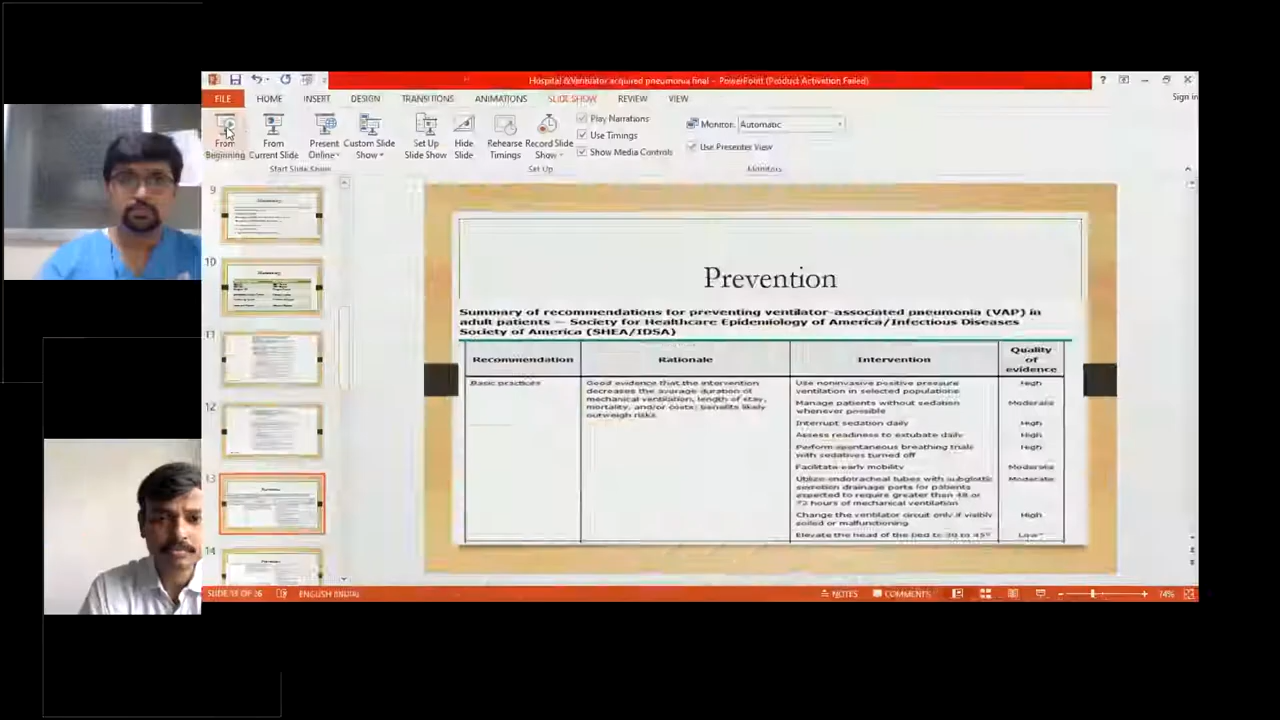 Hospital &Ventilator acquired pneumonia final - PowerPoint (Product Activation Failed)
?
FILE HOME INSERT DESIGN TRANSITIONS ANIMATIONS SLIDE SHOW REVIEW VIEW
Sign in
From Beginning
From Current Slide
Present Online
Custom Slide Show
Set Up Slide Show
Hide Slide
Rehearse Timings
Record Slide Show
Play Narrations
Use Timings
Show Media Controls
Monitor: Automatic
Use Presenter View
Start Slide Show
Set Up
Monitors
9
10
11
12
13
14
Prevention
Summary of recommendations for preventing ventilator-associated pneumonia (VAP) in
adult patients — Society for Healthcare Epidemiology of America/Infectious Diseases
Society of America (SHEA/IDSA)
Recommendation
Rationale
Intervention
Quality
of
evidence
Basic practices
Good evidence that the intervention
decreases the average duration of
mechanical ventilation, length of stay,
mortality, and/or costs; benefits likely
outweigh risks
Use noninvasive positive pressure
ventilation in selected populations
High
Manage patients without sedation
whenever possible
Moderate
Interrupt sedation daily
High
Assess readiness to extubate daily
High
Perform spontaneous breathing trials
with sedatives turned off
High
Facilitate early mobility
Moderate
Utilize endotracheal tubes with subglottic
secretion drainage ports for patients
expected to require greater than 48 or
72 hours of mechanical ventilation
Moderate
Change the ventilator circuit only if visibly
soiled or malfunctioning
High
Elevate the head of the bed to 30 to 45°
Low*
SLIDE 13 OF 26
ENGLISH (INDIA)
NOTES
COMMENTS
74%